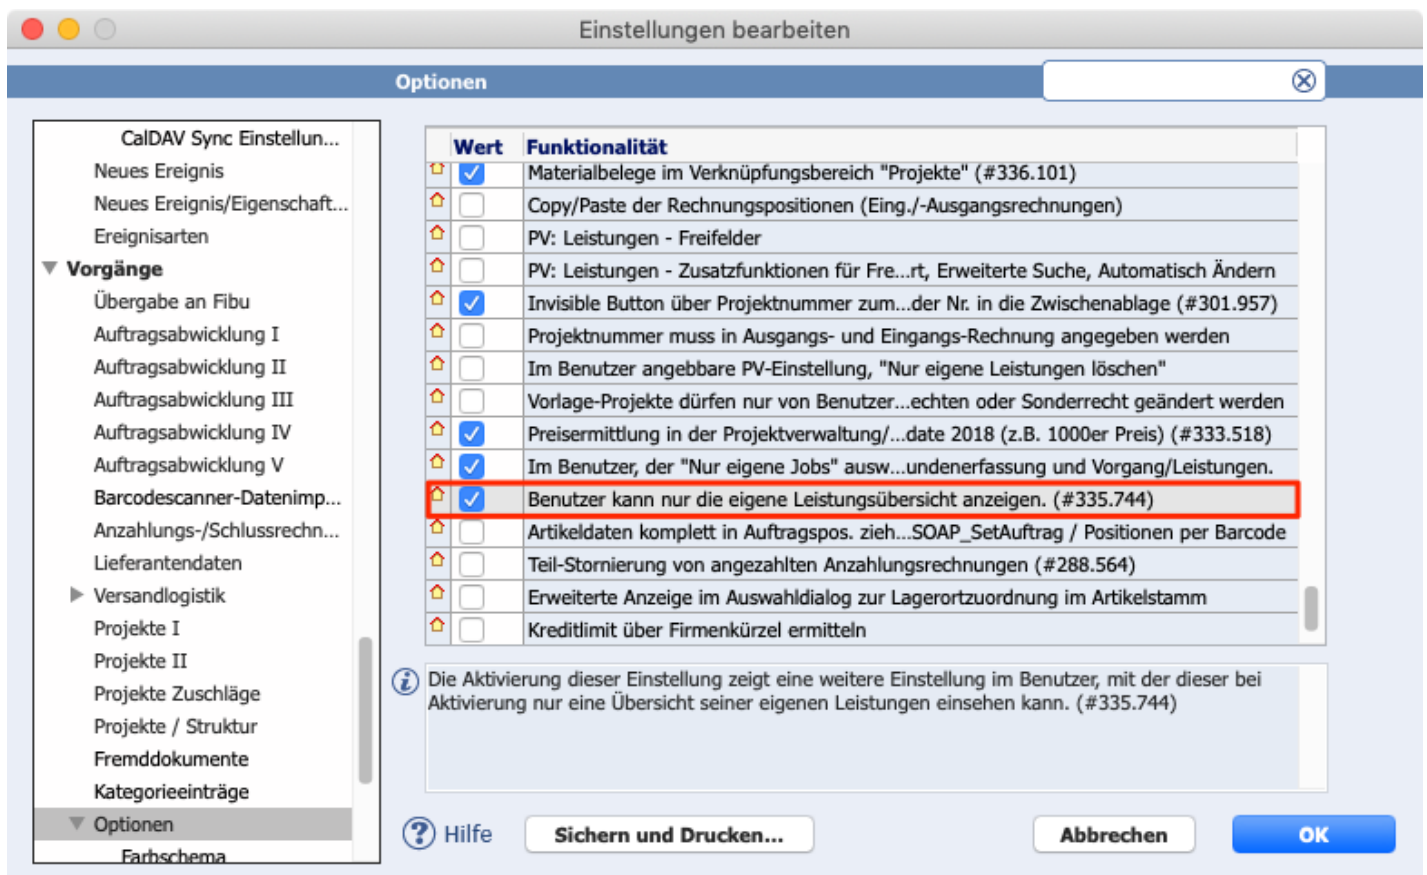 Einstellungen bearbeiten
Optionen
CalDAV Sync Einstellun...
Neues Ereignis
Neues Ereignis/Eigenschaft...
Ereignisarten
Vorgänge
Übergabe an Fibu
Auftragsabwicklung I
Auftragsabwicklung II
Auftragsabwicklung III
Auftragsabwicklung IV
Auftragsabwicklung V
Barcodescanner-Datenimp...
Anzahlungs-/Schlussrechn...
Lieferantendaten
Versandlogistik
Projekte I
Projekte II
Projekte Zuschläge
Projekte / Struktur
Fremddokumente
Kategorieeinträge
Optionen
Farbschema
Wert Funktionalität
Materialbelege im Verknüpfungsbereich "Projekte" (#336.101)
Copy/Paste der Rechnungspositionen (Eing./-Ausgangsrechnungen)
PV: Leistungen - Freifelder
PV: Leistungen - Zusatzfunktionen für Fre...rt, Erweiterte Suche, Automatisch Ändern
Invisible Button über Projektnummer zum...der Nr. in die Zwischenablage (#301.957)
Projektnummer muss in Ausgangs- und Eingangs-Rechnung angegeben werden
Im Benutzer angebbare PV-Einstellung, "Nur eigene Leistungen löschen"
Vorlage-Projekte dürfen nur von Benutzer...echten oder Sonderrecht geändert werden
Preisermittlung in der Projektverwaltung/...date 2018 (z.B. 1000er Preis) (#333.518)
Im Benutzer, der "Nur eigene Jobs" ausw...undenerfassung und Vorgang/Leistungen.
Benutzer kann nur die eigene Leistungsübersicht anzeigen. (#335.744)
Artikeldaten komplett in Auftragspos. zieh...SOAP_SetAuftrag / Positionen per Barcode
Teil-Stornierung von angezahlten Anzahlungsrechnungen (#288.564)
Erweiterte Anzeige im Auswahldialog zur Lagerortzuordnung im Artikelstamm
Kreditlimit über Firmenkürzel ermitteln
Die Aktivierung dieser Einstellung zeigt eine weitere Einstellung im Benutzer, mit der dieser bei
Aktivierung nur eine Übersicht seiner eigenen Leistungen einsehen kann. (#335.744)
? Hilfe
Sichern und Drucken...
Abbrechen
OK